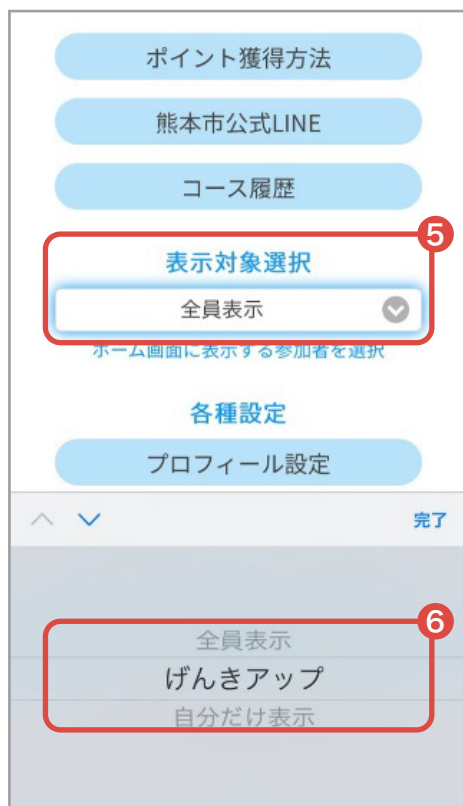 ポイント獲得方法
熊本市公式LINE
コース履歴
5
表示対象選択
全員表示
ホーム画面に表示する参加者を選択
各種設定
プロフィール設定
完了
6
全員表示
げんきアップ
自分だけ表示